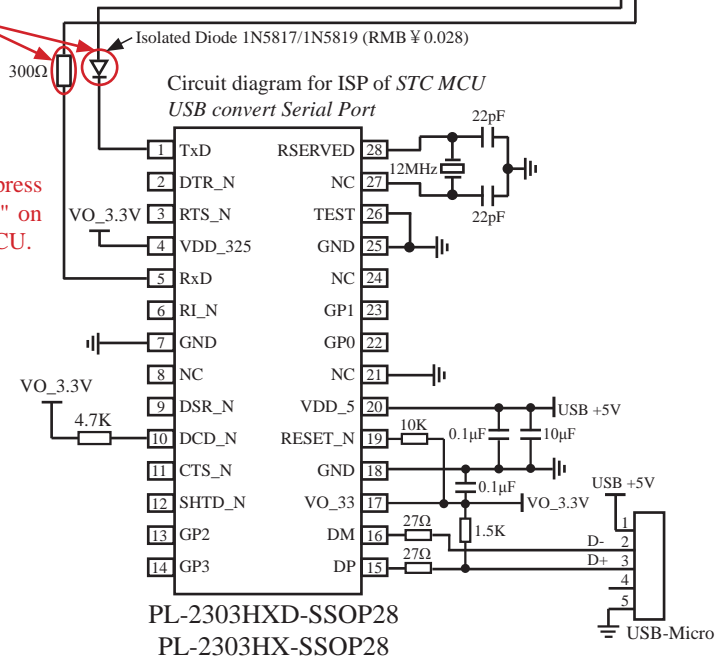 Isolated Diode 1N5817/1N5819 (RMB ¥ 0.028)
300Ω
Circuit diagram for ISP of STC MCU
USB convert Serial Port
22pF
12MHz
22pF
press
" on
VO_3.3V
1 TxD
2 DTR_N
3 RTS_N
4 VDD_325
5 RxD
6 RI_N
7 GND
8 NC
9 DSR_N
10 DCD_N
11 CTS_N
12 SHTD_N
13 GP2
14 GP3
RSERVED 28
NC 27
TEST 26
GND 25
NC 24
GP1 23
GP0 22
NC 21
VDD_5 20
RESET_N 19
GND 18
VO_33 17
DM 16
DP 15
VO_3.3V
4.7K
USB +5V
10K
0.1μF
10μF
0.1μF
VO_3.3V
27Ω
1.5K
27Ω
USB +5V
D-
D+
1
2
3
4
5
USB-Micro
PL-2303HXD-SSOP28
PL-2303HX-SSOP28